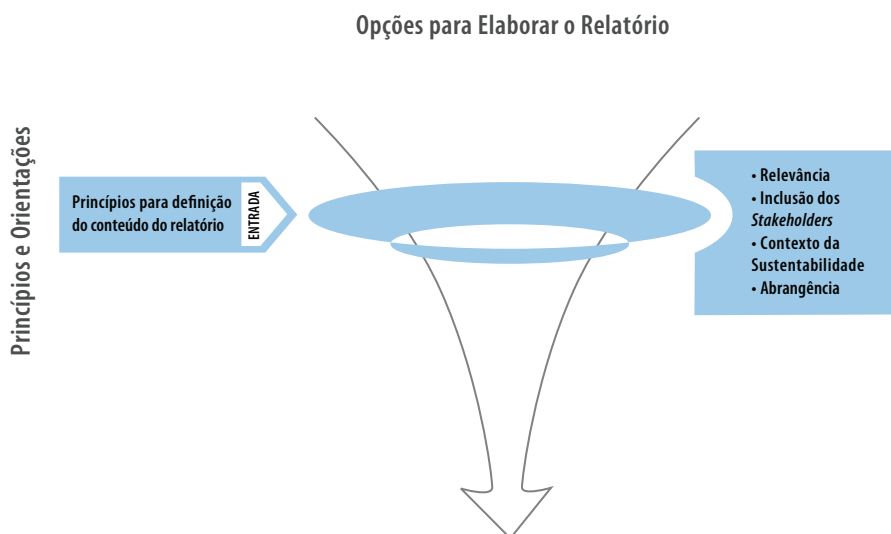 Opções para Elaborar o Relatório
Princípios e Orientações
Princípios para definição
do conteúdo do relatório
ENTRADA
• Relevância
• Inclusão dos
Stakeholders
• Contexto da
Sustentabilidade
• Abrangência